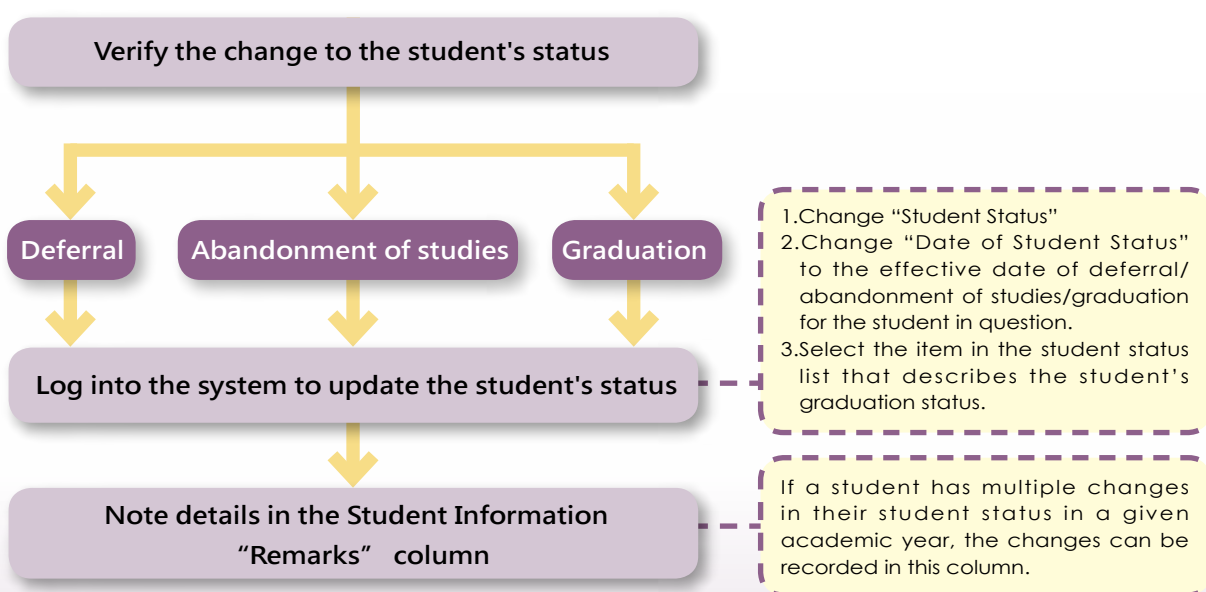 Verify the change to the student's status
Deferral
Abandonment of studies
Graduation
1.Change “Student Status”
2.Change “Date of Student Status”
to the effective date of deferral/
abandonment of studies/graduation
for the student in question.
3.Select the item in the student status
list that describes the student’s
graduation status.
Log into the system to update the student's status
Note details in the Student Information
“Remarks” column
If a student has multiple changes
in their student status in a given
academic year, the changes can be
recorded in this column.